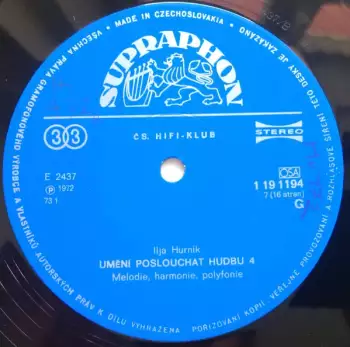 VŠECHNA PRÁVA GRAMOFONOVÉHO VÝROBCE A VLASTNÍKŮ AUTORSKÝCH PRÁV K DÍLU VYHRAŽENA • POŘIZOVÁNÍ KOPIÍ, VEŘEJNÉ PROVOZOVÁNÍ A ROZHLASOVÉ ŠÍŘENÍ TÉTO DESKY JE ZAKÁZÁNO
MADE IN CZECHOSLOVAKIA
SUPRAPHON
33
ČS. HIFI-KLUB
STEREO
E 2437
℗ 1972
73 1
OSA
1 19 1194
7 (16 stran)
G
Ilja Hurník
UMĚNÍ POSLOUCHAT HUDBU 4
Melodie, harmonie, polyfonie